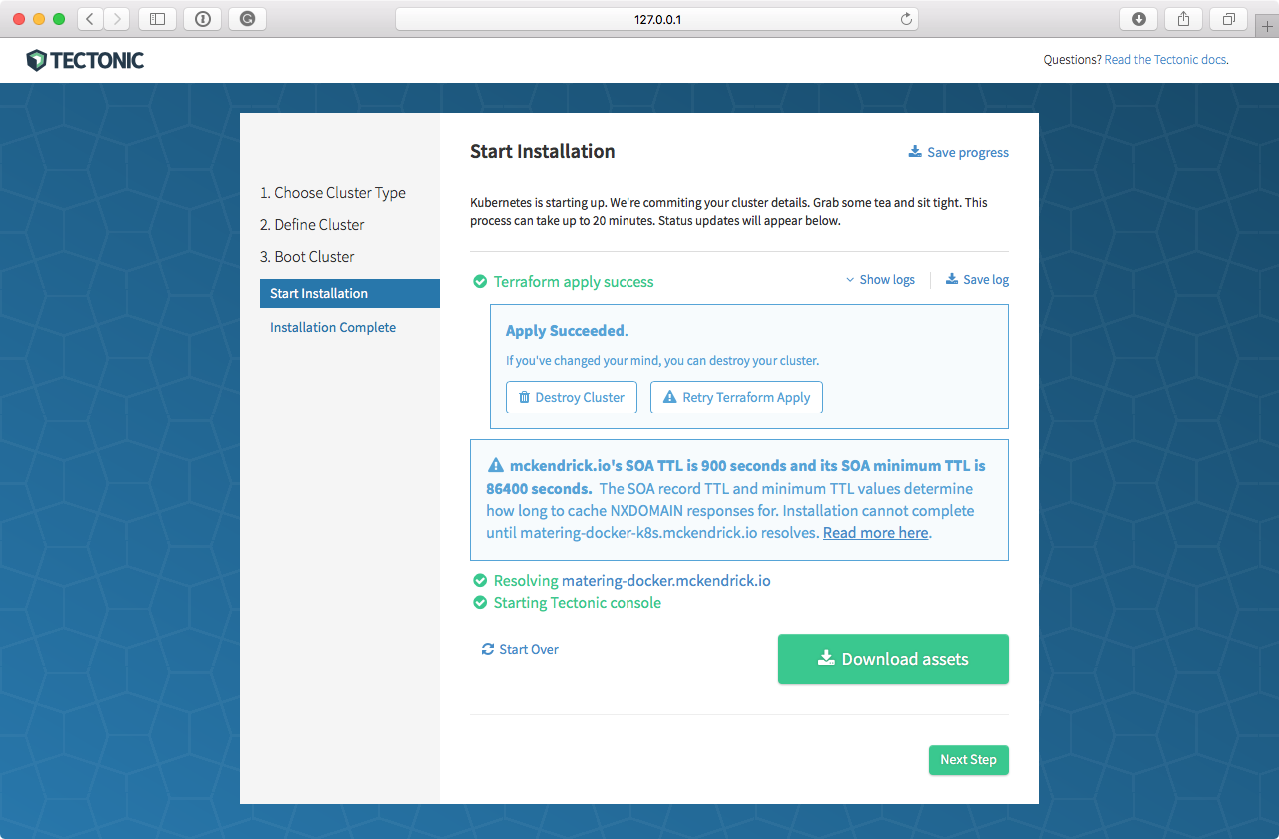 127.0.0.1
TECTONIC
Questions? Read the Tectonic docs.
1. Choose Cluster Type
2. Define Cluster
3. Boot Cluster
Start Installation
Installation Complete
Start Installation
Save progress
Kubernetes is starting up. We're commiting your cluster details. Grab some tea and sit tight. This
process can take up to 20 minutes. Status updates will appear below.
Terraform apply success
Show logs
Save log
Apply Succeeded.
If you've changed your mind, you can destroy your cluster.
Destroy Cluster
Retry Terraform Apply
mckendrick.io's SOA TTL is 900 seconds and its SOA minimum TTL is
86400 seconds. The SOA record TTL and minimum TTL values determine
how long to cache NXDOMAIN responses for. Installation cannot complete
until matering-docker-k8s.mckendrick.io resolves. Read more here.
Resolving matering-docker.mckendrick.io
Starting Tectonic console
Start Over
Download assets
Next Step